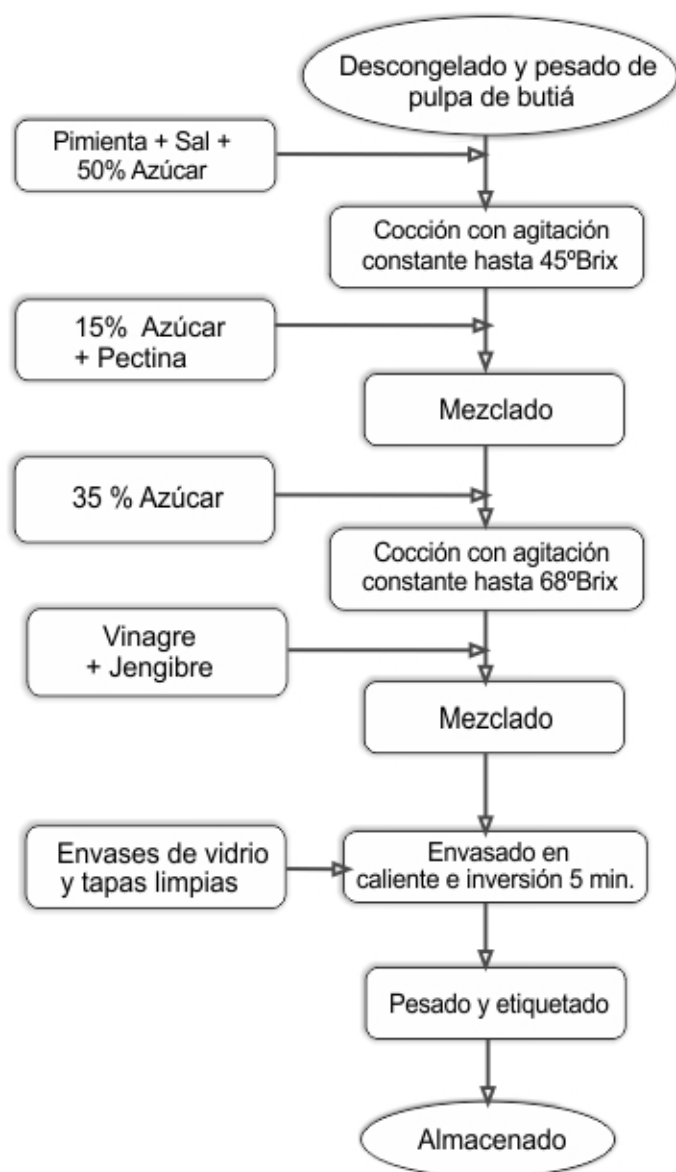 Descongelado y pesado de
pulpa de butiá
Pimienta + Sal +
50% Azúcar
Cocción con agitación
constante hasta 45ºBrix
15% Azúcar
+ Pectina
Mezclado
35 % Azúcar
Cocción con agitación
constante hasta 68ºBrix
Vinagre
+ Jengibre
Mezclado
Envases de vidrio
y tapas limpias
Envasado en
caliente e inversión 5 min.
Pesado y etiquetado
Almacenado